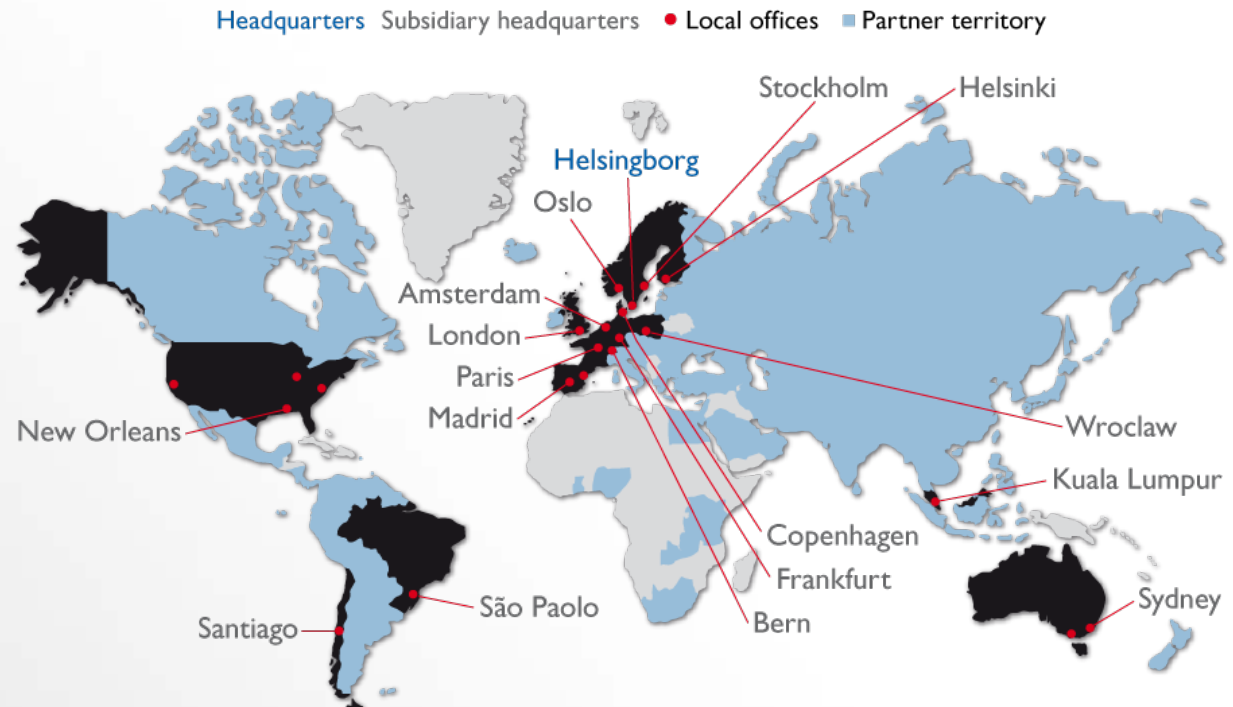 Headquarters Subsidiary headquarters Local offices Partner territory
Stockholm
Helsinki
Helsingborg
Oslo
Amsterdam
London
Paris
Madrid
New Orleans
Wroclaw
Kuala Lumpur
Copenhagen
Frankfurt
Bern
São Paolo
Santiago
Sydney